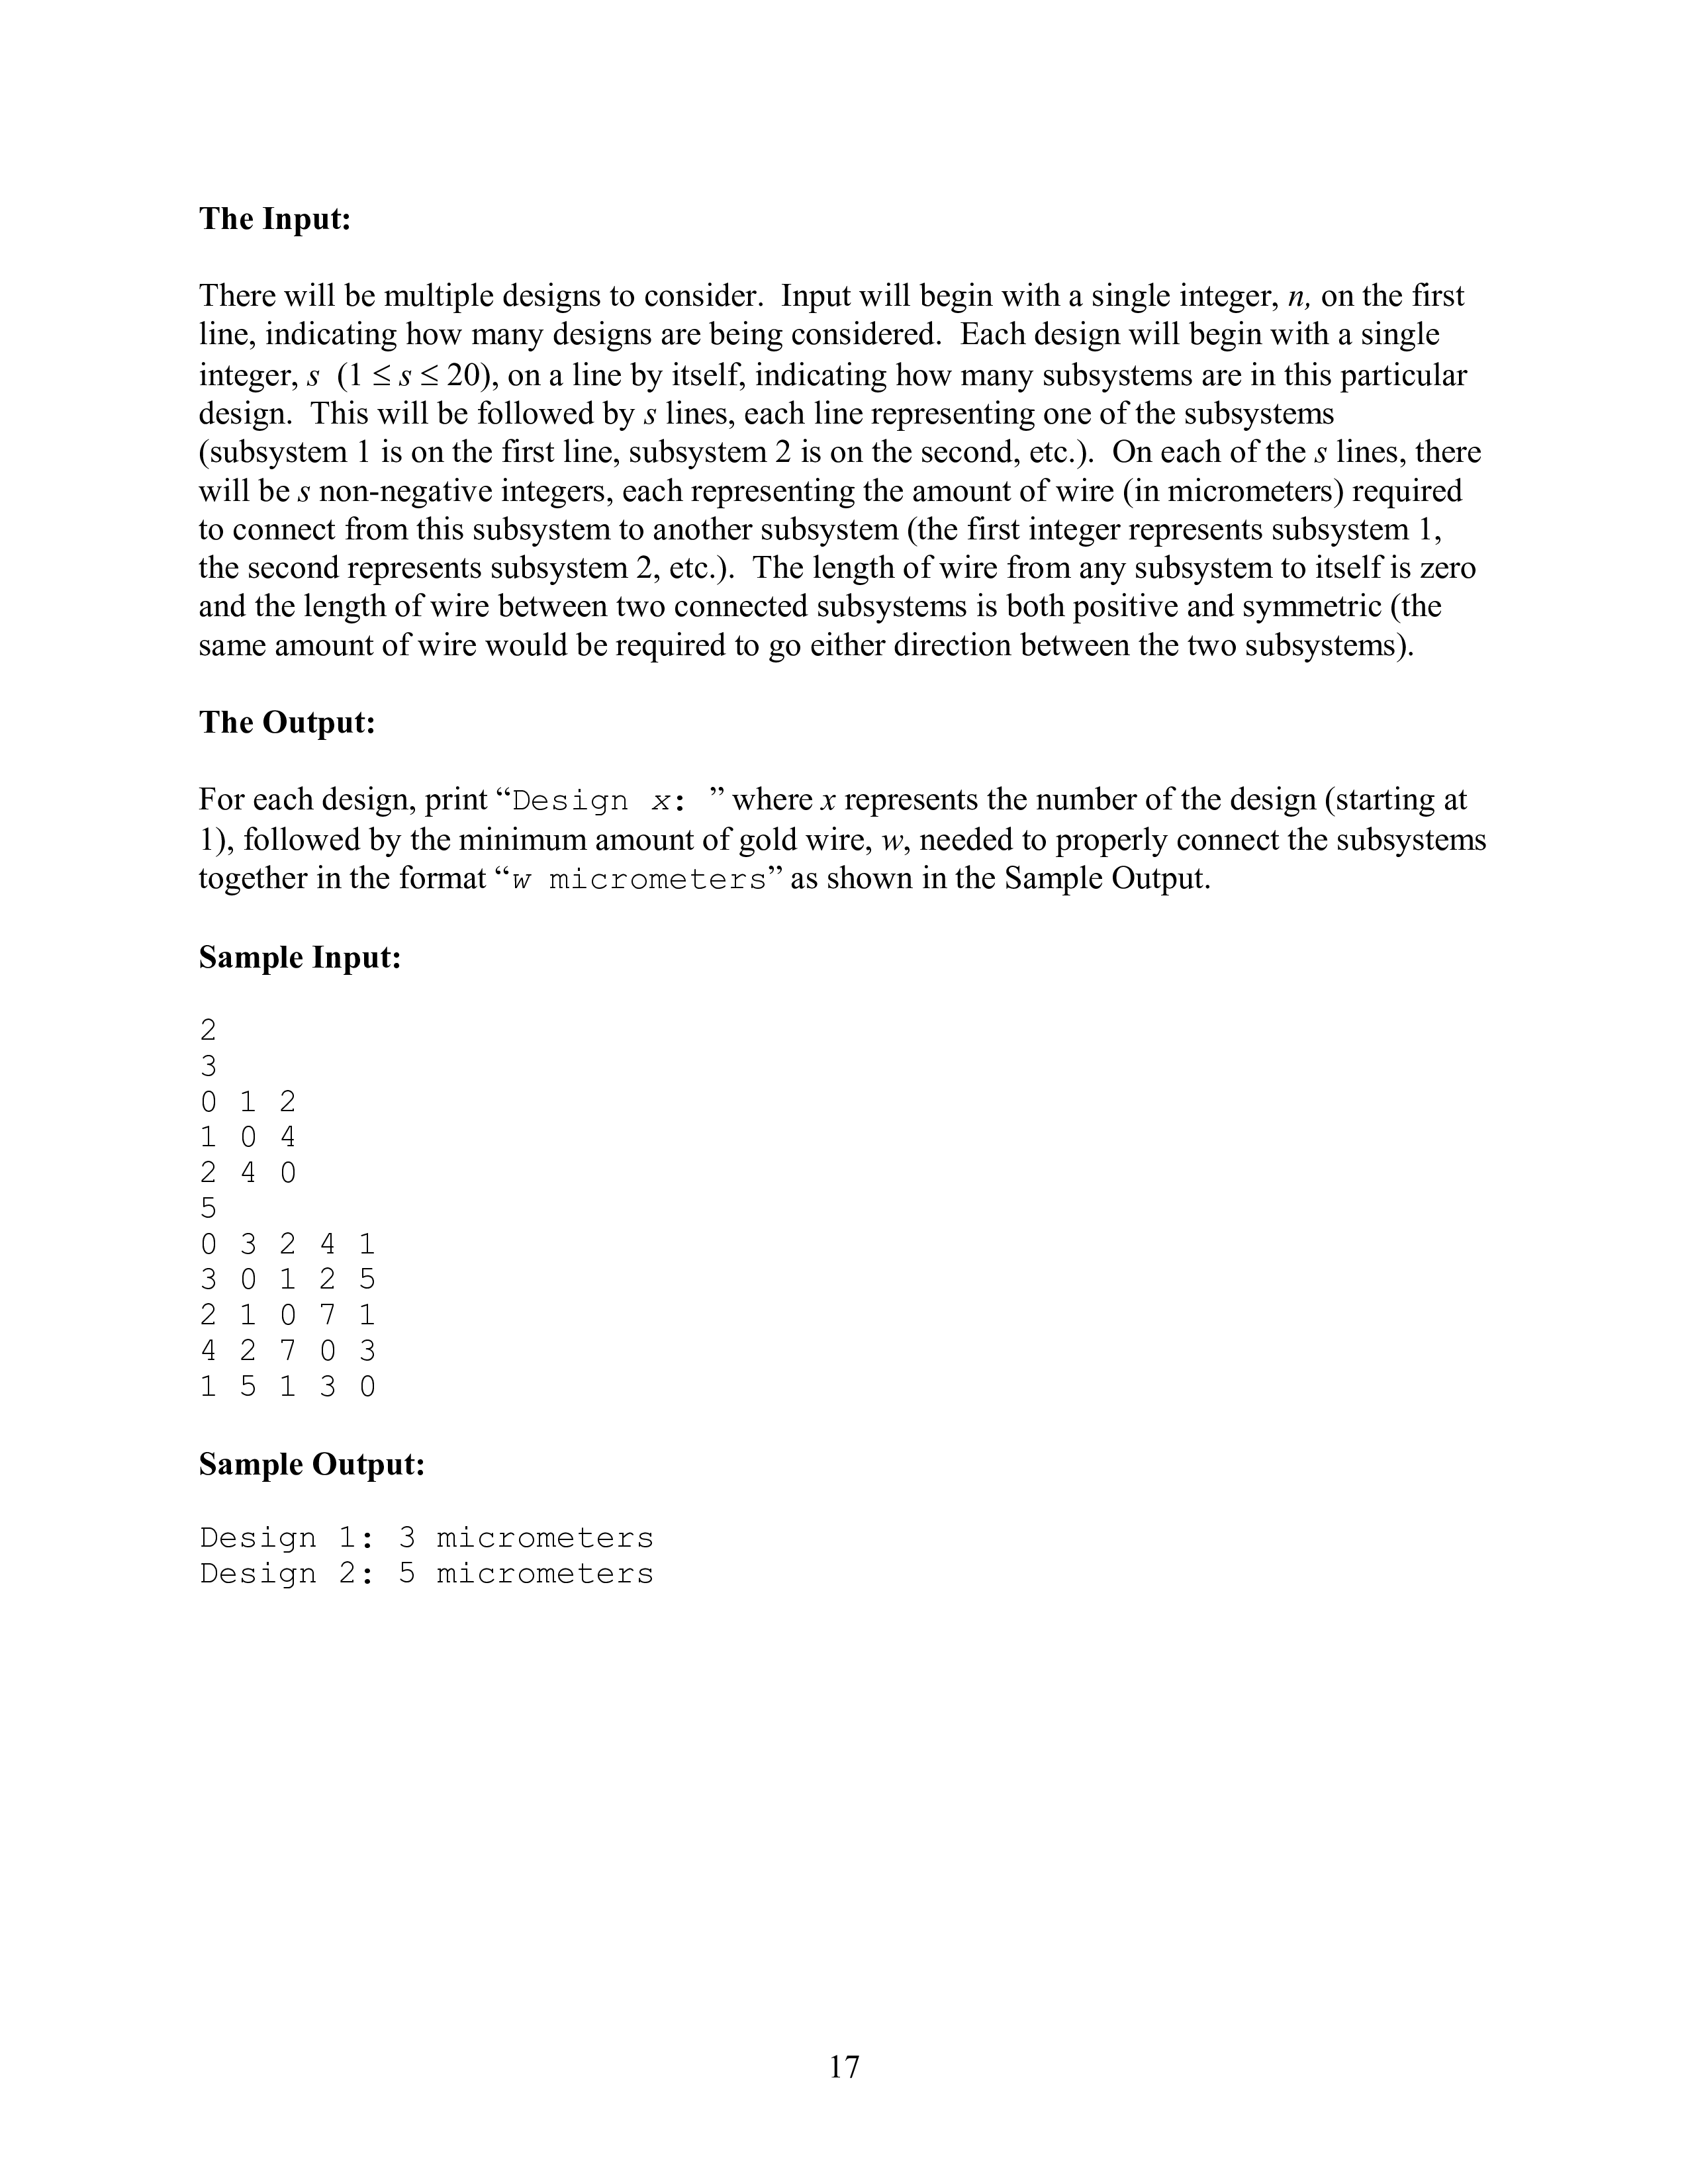 The Input:
There will be multiple designs to consider.  Input will begin with a single integer, n, on the first
line, indicating how many designs are being considered.  Each design will begin with a single
integer, s  (1 ≤ s ≤ 20), on a line by itself, indicating how many subsystems are in this particular
design.  This will be followed by s lines, each line representing one of the subsystems
(subsystem 1 is on the first line, subsystem 2 is on the second, etc.).  On each of the s lines, there
will be s non-negative integers, each representing the amount of wire (in micrometers) required
to connect from this subsystem to another subsystem (the first integer represents subsystem 1,
the second represents subsystem 2, etc.).  The length of wire from any subsystem to itself is zero
and the length of wire between two connected subsystems is both positive and symmetric (the
same amount of wire would be required to go either direction between the two subsystems).
The Output:
For each design, print “Design x: ” where x represents the number of the design (starting at
1), followed by the minimum amount of gold wire, w, needed to properly connect the subsystems
together in the format “w micrometers” as shown in the Sample Output.
Sample Input:
2
3
0 1 2
1 0 4
2 4 0
5
0 3 2 4 1
3 0 1 2 5
2 1 0 7 1
4 2 7 0 3
1 5 1 3 0
Sample Output:
Design 1: 3 micrometers
Design 2: 5 micrometers
17